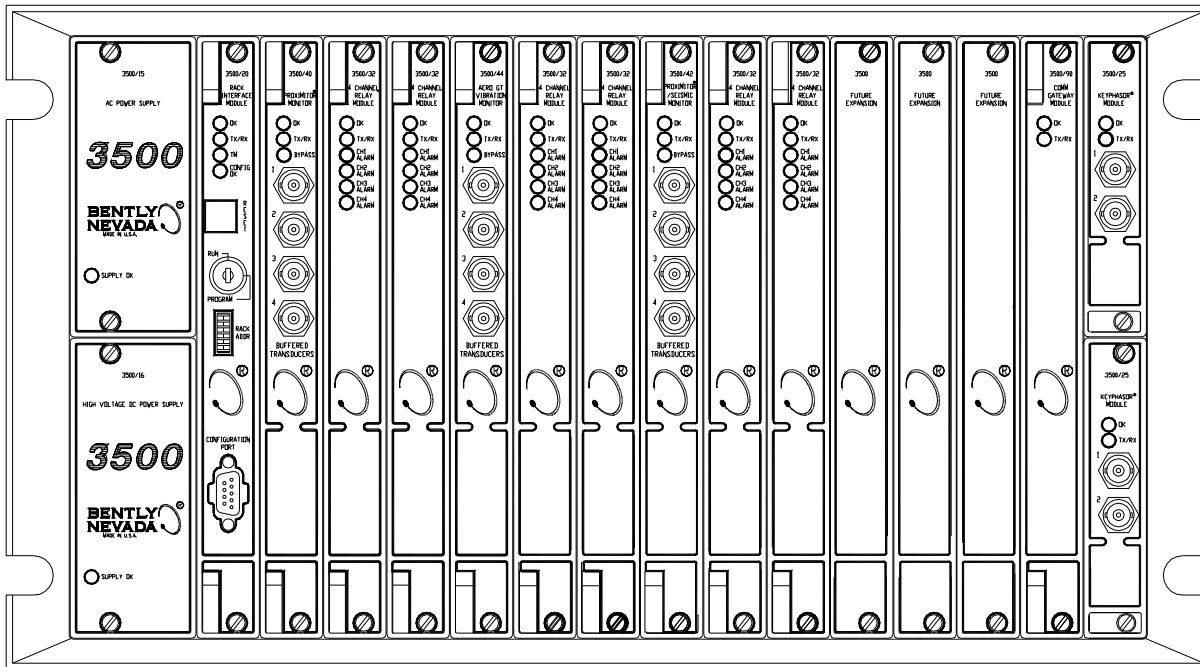 3500/15
AC POWER SUPPLY
3500
BENTLY
NEVADA
MADE IN U.S.A.
®
SUPPLY OK
3500/16
HIGH VOLTAGE DC POWER SUPPLY
3500
BENTLY
NEVADA
MADE IN U.S.A.
®
SUPPLY OK
3500/20
RACK
INTERFACE
MODULE
OK
TX/RX
TM
CONFIG
OK
RESET
RUN
PROGRAM
RACK
ADDR
®
CONFIGURATION
PORT
3500/40
PROXIMITOR®
MONITOR
OK
TX/RX
BYPASS
1
2
3
4
BUFFERED
TRANSDUCERS
®
3500/32
4 CHANNEL
RELAY
MODULE
OK
TX/RX
CH1
ALARM
CH2
ALARM
CH3
ALARM
CH4
ALARM
®
3500/32
4 CHANNEL
RELAY
MODULE
OK
TX/RX
CH1
ALARM
CH2
ALARM
CH3
ALARM
CH4
ALARM
®
3500/44
AERO GT
VIBRATION
MONITOR
OK
TX/RX
BYPASS
1
2
3
4
BUFFERED
TRANSDUCERS
®
3500/32
4 CHANNEL
RELAY
MODULE
OK
TX/RX
CH1
ALARM
CH2
ALARM
CH3
ALARM
CH4
ALARM
®
3500/32
4 CHANNEL
RELAY
MODULE
OK
TX/RX
CH1
ALARM
CH2
ALARM
CH3
ALARM
CH4
ALARM
®
3500/42
PROXIMITOR®
/SEISMIC
MONITOR
OK
TX/RX
BYPASS
1
2
3
4
BUFFERED
TRANSDUCERS
®
3500/32
4 CHANNEL
RELAY
MODULE
OK
TX/RX
CH1
ALARM
CH2
ALARM
CH3
ALARM
CH4
ALARM
®
3500/32
4 CHANNEL
RELAY
MODULE
OK
TX/RX
CH1
ALARM
CH2
ALARM
CH3
ALARM
CH4
ALARM
®
3500
FUTURE
EXPANSION
®
3500
FUTURE
EXPANSION
®
3500
FUTURE
EXPANSION
®
3500/90
COMM
GATEWAY
MODULE
OK
TX/RX
®
3500/25
KEYPHASOR®
MODULE
OK
TX/RX
1
2
3500/25
KEYPHASOR®
MODULE
OK
TX/RX
1
2